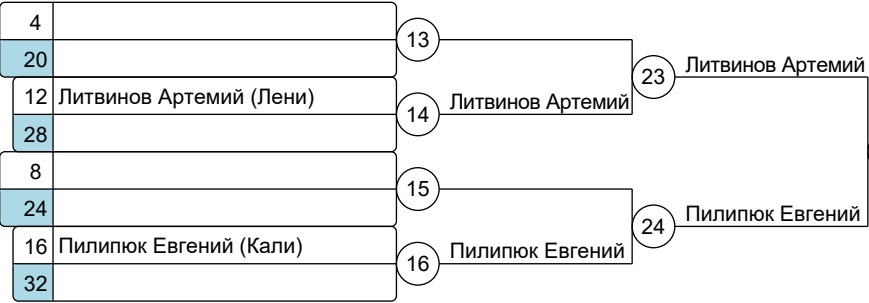 4
13
20
23
Литвинов Артемий
12 Литвинов Артемий (Лени)
14
Литвинов Артемий
28
8
15
24
24
Пилипюк Евгений
16 Пилипюк Евгений (Кали)
16
Пилипюк Евгений
32